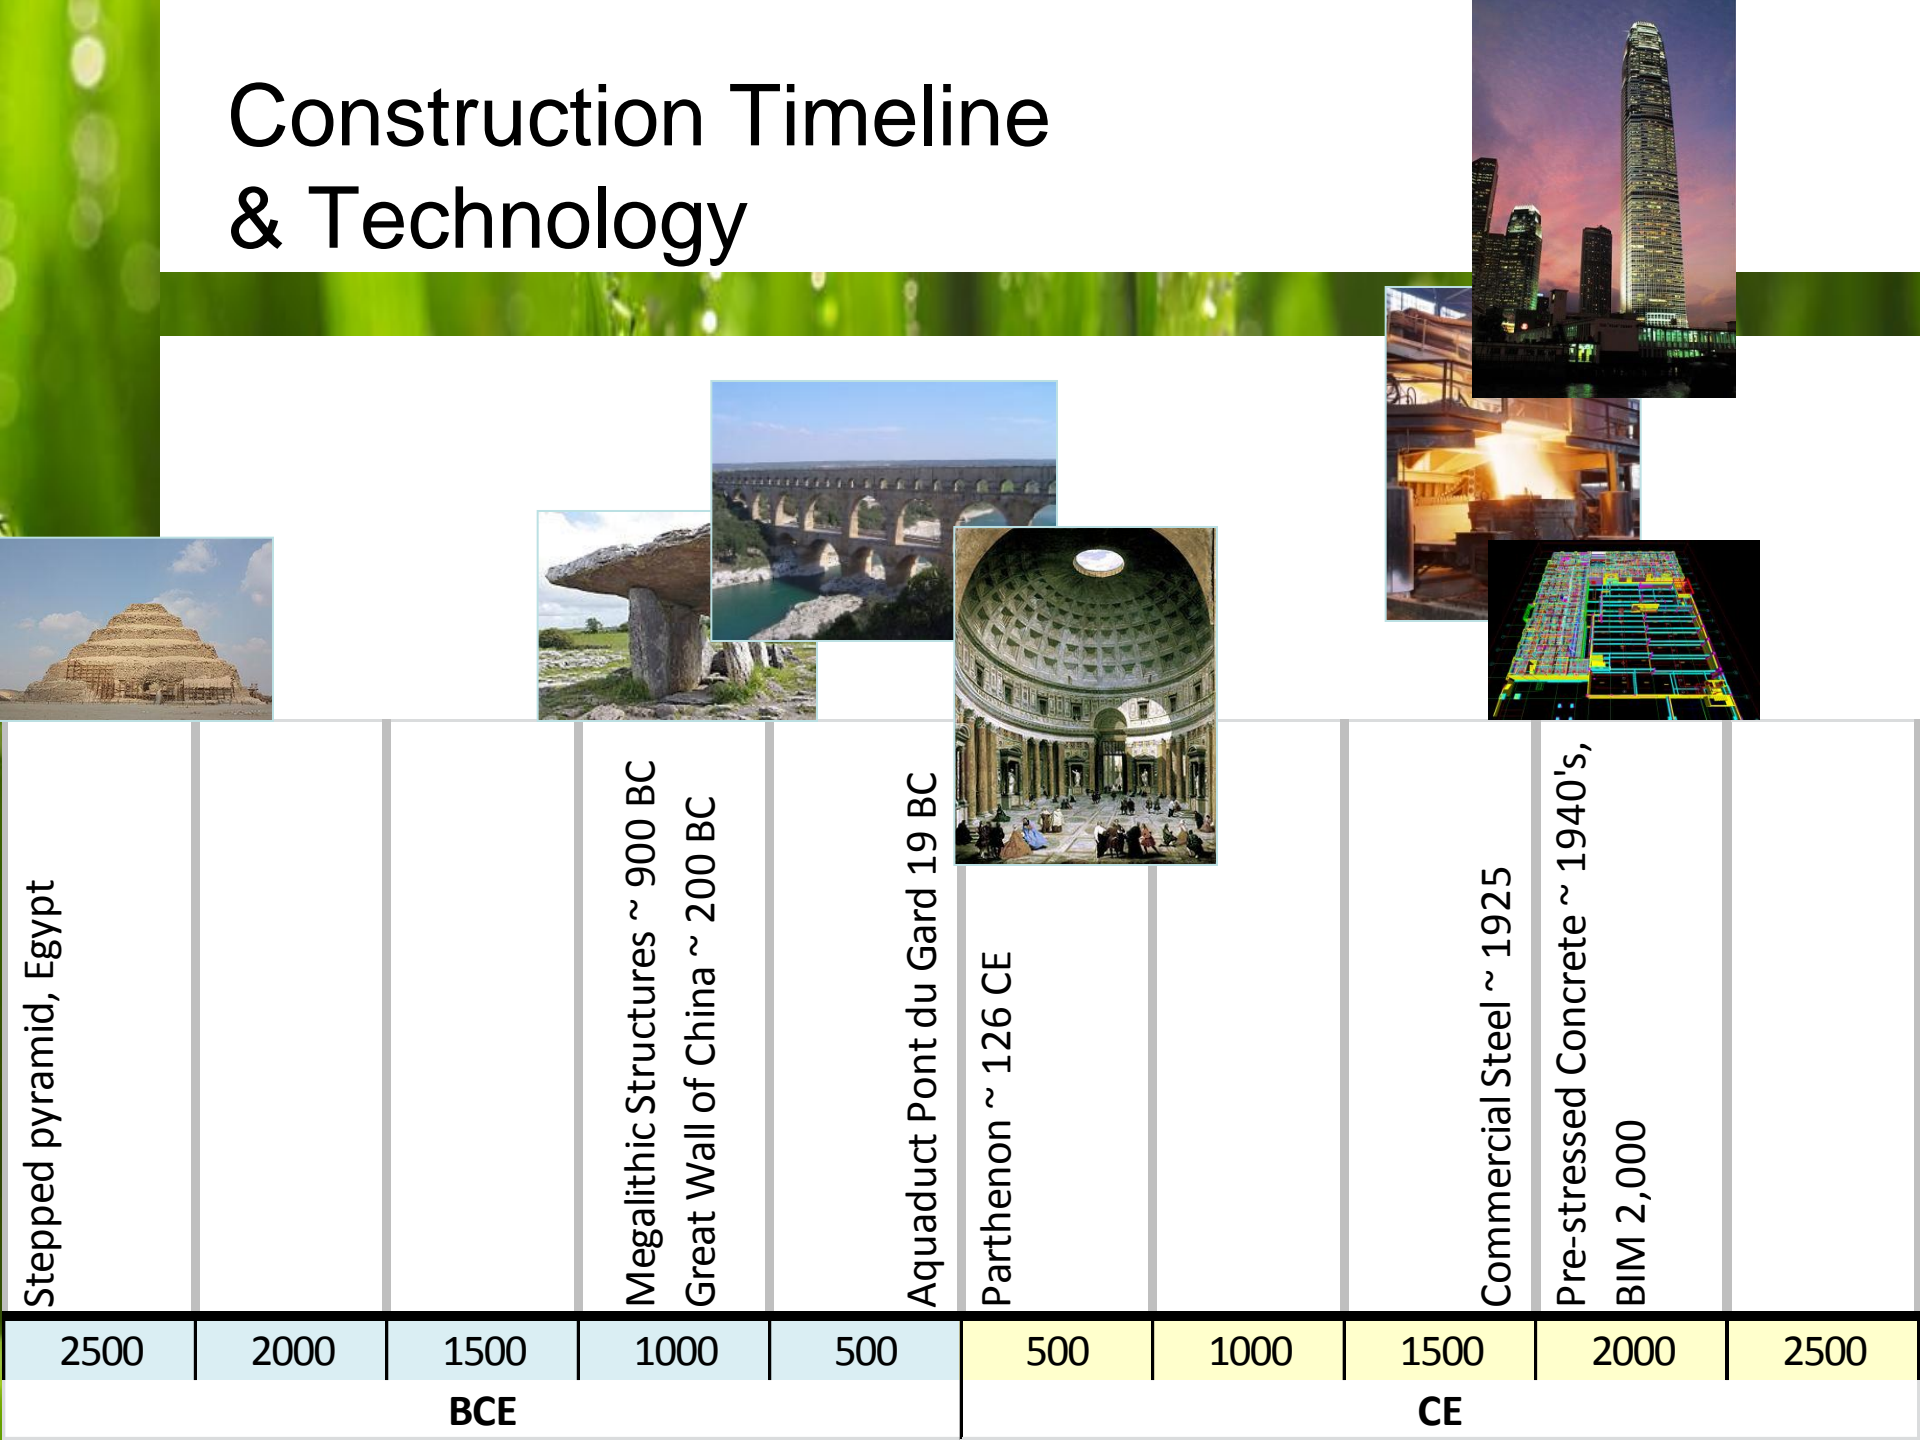 Construction Timeline
& Technology
Stepped pyramid, Egypt
Megalithic Structures ~ 900 BC
Great Wall of China ~ 200 BC
Aquaduct Pont du Gard 19 BC
Parthenon ~ 126 CE
Commercial Steel ~ 1925
Pre-stressed Concrete ~ 1940's,
BIM 2,000
2500 2000 1500 1000 500 500 1000 1500 2000 2500
BCE CE